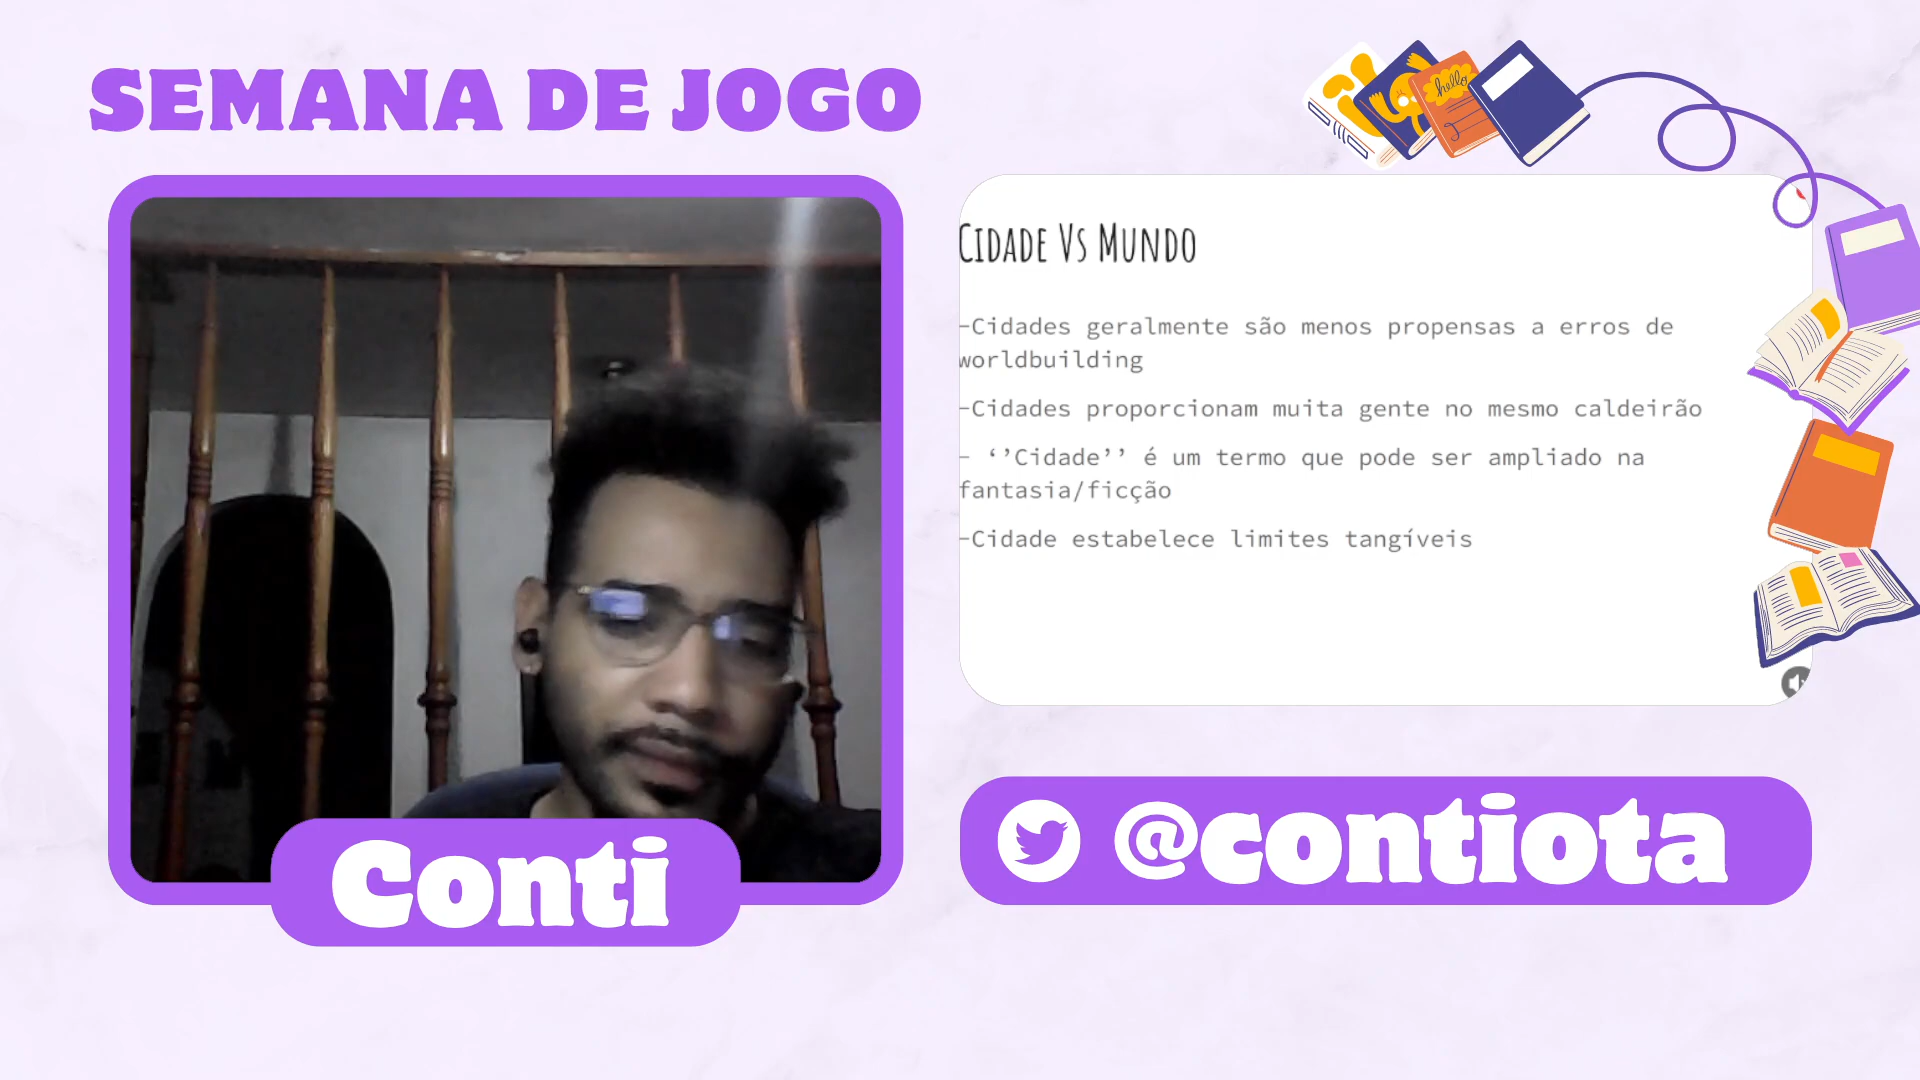 SEMANA DE JOGO
hello
Cidade Vs Mundo
-Cidades geralmente são menos propensas a erros de
worldbuilding
-Cidades proporcionam muita gente no mesmo caldeirão
- ‘’Cidade’’ é um termo que pode ser ampliado na
fantasia/ficção
-Cidade estabelece limites tangíveis
Conti
@contiota